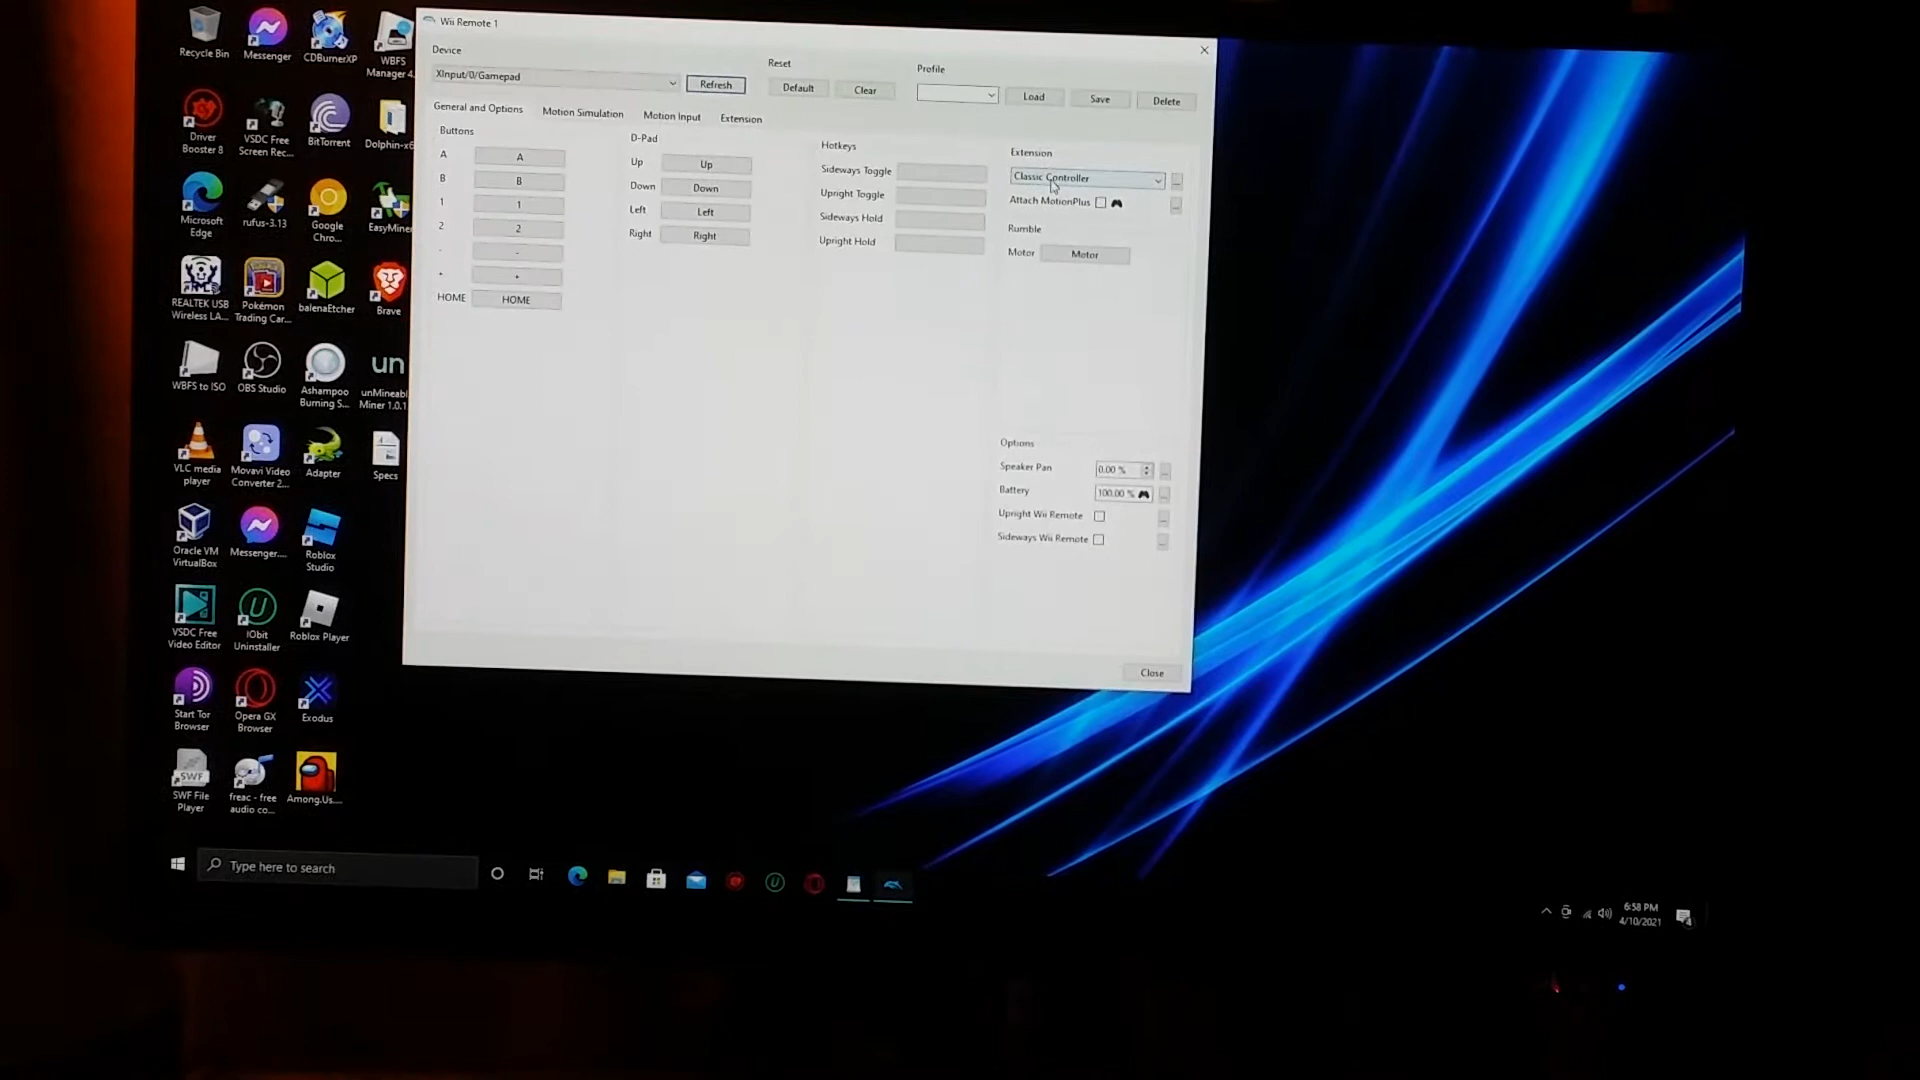 Recycle Bin
Messenger
CDBurnerXP
WBFS
Manager 4.
Driver
Booster 8
VSDC Free
Screen Rec...
BitTorrent
Dolphin-x6
Microsoft
Edge
rufus-3.13
Google
Chro...
EasyMine
REALTEK USB
Wireless LA...
Pokémon
Trading Car...
balenaEtcher
Brave
WBFS to ISO
OBS Studio
Ashampoo
Burning S...
un
unMineabl
Miner 1.0.1
VLC media
player
Movavi Video
Converter 2...
Adapter
Specs
Oracle VM
VirtualBox
Messenger....
Roblox
Studio
VSDC Free
Video Editor
IObit
Uninstaller
Roblox Player
Start Tor
Browser
Opera GX
Browser
Exodus
SWF
SWF File
Player
freac - free
audio co...
Among.Us....
Wii Remote 1
Device
XInput/0/Gamepad
Refresh
Reset
Default
Clear
Profile
Load
Save
Delete
General and Options
Motion Simulation
Motion Input
Extension
Buttons
A A
B B
1 1
2 2
- -
+ +
HOME HOME
D-Pad
Up Up
Down Down
Left Left
Right Right
Hotkeys
Sideways Toggle
Upright Toggle
Sideways Hold
Upright Hold
Extension
Classic Controller
...
Attach MotionPlus
...
Rumble
Motor Motor
Options
Speaker Pan 0.00 % ...
Battery 100.00 % ...
Upright Wii Remote ...
Sideways Wii Remote ...
Close
Type here to search
6:58 PM
4/10/2021